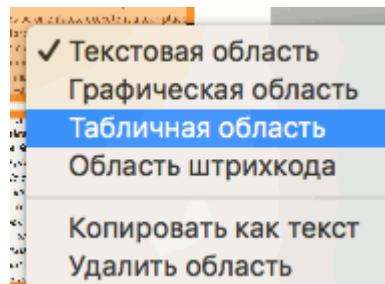 ✓ Текстовая область
Графическая область
Табличная область
Область штрихкода
Копировать как текст
Удалить область